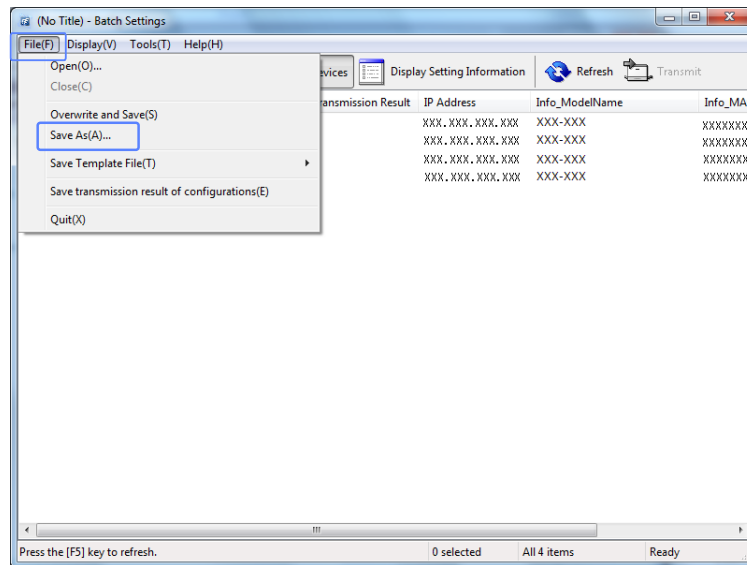 (No Title) - Batch Settings
File(F) Display(V) Tools(T) Help(H)
Open(O)...
Close(C)
Overwrite and Save(S)
Save As(A)...
Save Template File(T)
Save transmission result of configurations(E)
Quit(X)
Display Setting Information Refresh Transmit
Result IP Address Info_ModelName
XXX.XXX.XXX.XXX XXX-XXX XXXXXXX
XXX.XXX.XXX.XXX XXX-XXX XXXXXXX
XXX.XXX.XXX.XXX XXX-XXX XXXXXXX
XXX.XXX.XXX.XXX XXX-XXX XXXXXXX
Press the [F5] key to refresh. 0 selected All 4 items Ready